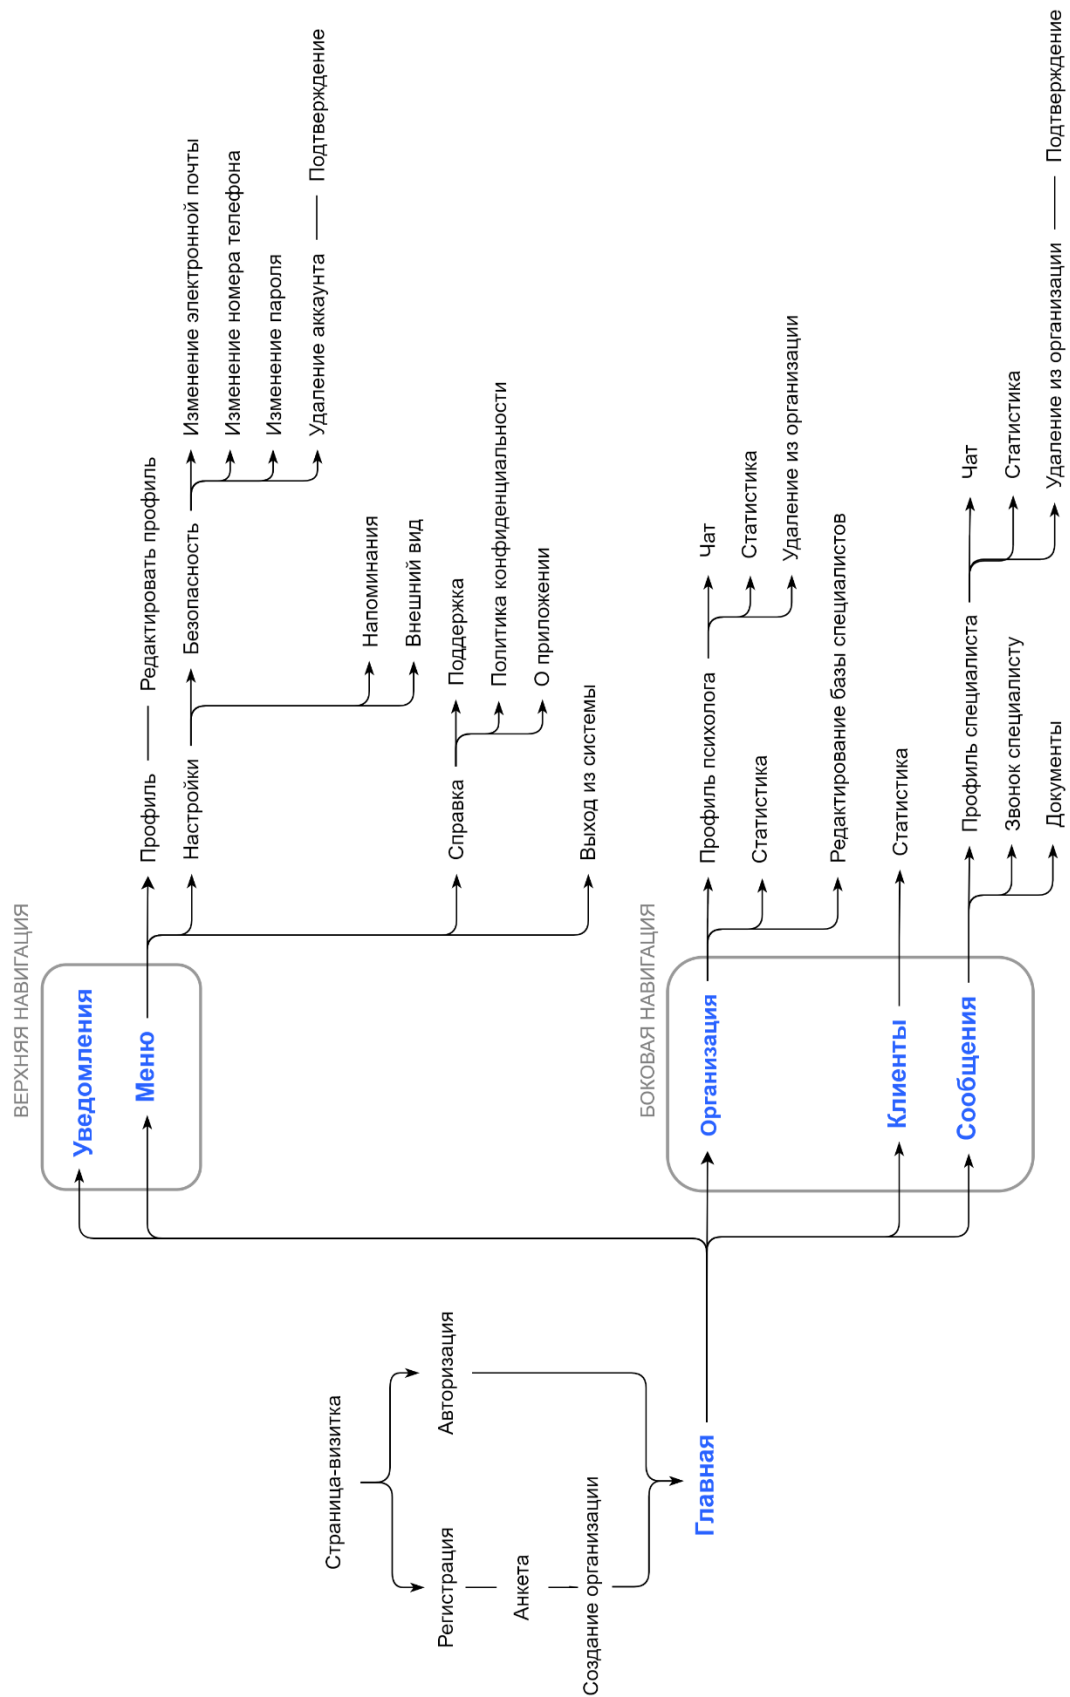 Страница-визитка
Регистрация
Авторизация
Анкета
Создание организации
Главная
ВЕРХНЯЯ НАВИГАЦИЯ
Уведомления
Меню
Профиль
Редактировать профиль
Настройки
Безопасность
Изменение электронной почты
Изменение номера телефона
Изменение пароля
Удаление аккаунта
Подтверждение
Напоминания
Внешний вид
Справка
Поддержка
Политика конфиденциальности
О приложении
Выход из системы
БОКОВАЯ НАВИГАЦИЯ
Организация
Профиль психолога
Чат
Статистика
Удаление из организации
Статистика
Редактирование базы специалистов
Клиенты
Статистика
Сообщения
Профиль специалиста
Чат
Статистика
Удаление из организации
Подтверждение
Звонок специалисту
Документы